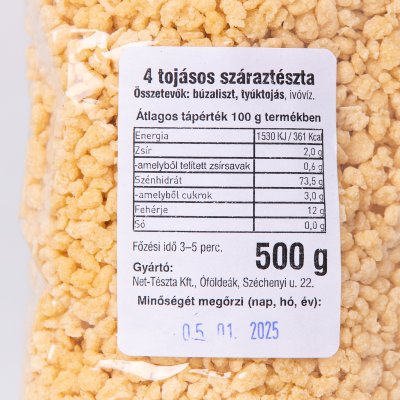 4 tojásos száraztészta
Összetevők: búzaliszt, tyúktojás, ivóvíz.
Átlagos tápérték 100 g termékben
Energia 1530 KJ / 361 Kcal
Zsír 2,0 g
-amelyből telített zsírsavak 0,6 g
Szénhidrát 73,5 g
-amelyből cukrok 3,0 g
Fehérje 12 g
Só 0,0 g
Főzési idő 3–5 perc.
500 g
Gyártó:
Net-Tészta Kft., Óföldeák, Széchenyi u. 22.
Minőségét megőrzi (nap, hó, év):
05 01. 2025